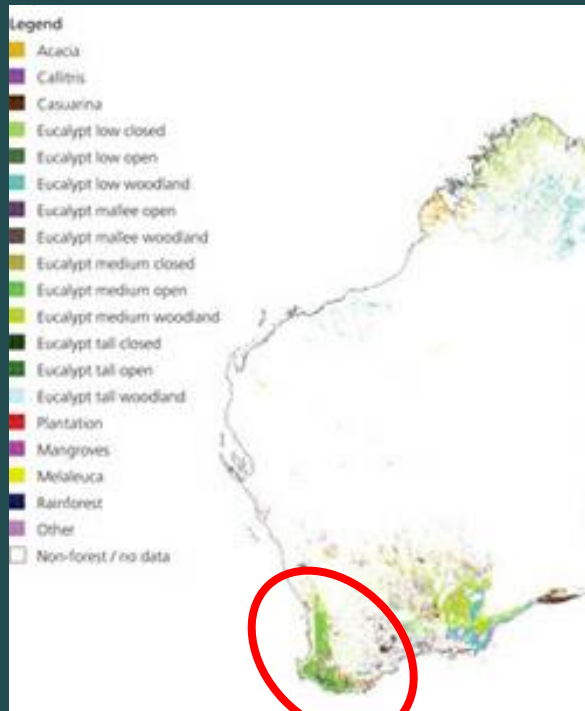 Legend
Acacia
Callitris
Casuarina
Eucalypt low closed
Eucalypt low open
Eucalypt low woodland
Eucalypt mallee open
Eucalypt mallee woodland
Eucalypt medium closed
Eucalypt medium open
Eucalypt medium woodland
Eucalypt tall closed
Eucalypt tall open
Eucalypt tall woodland
Plantation
Mangroves
Melaleuca
Rainforest
Other
Non-forest / no data